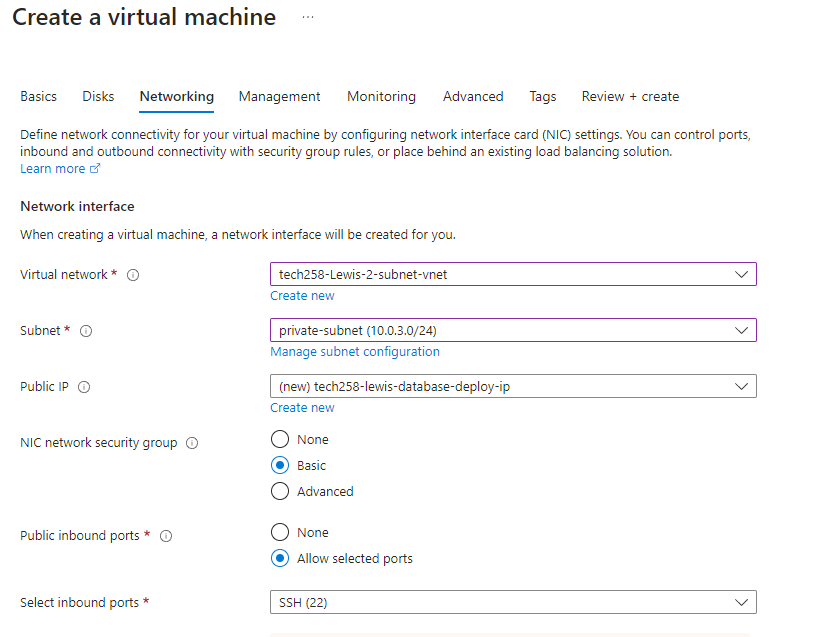 Create a virtual machine ...
Basics Disks Networking Management Monitoring Advanced Tags Review + create
Define network connectivity for your virtual machine by configuring network interface card (NIC) settings. You can control ports,
inbound and outbound connectivity with security group rules, or place behind an existing load balancing solution.
Learn more
Network interface
When creating a virtual machine, a network interface will be created for you.
Virtual network * tech258-Lewis-2-subnet-vnet
Create new
Subnet * private-subnet (10.0.3.0/24)
Manage subnet configuration
Public IP (new) tech258-lewis-database-deploy-ip
Create new
NIC network security group
None
Basic
Advanced
Public inbound ports *
None
Allow selected ports
Select inbound ports * SSH (22)